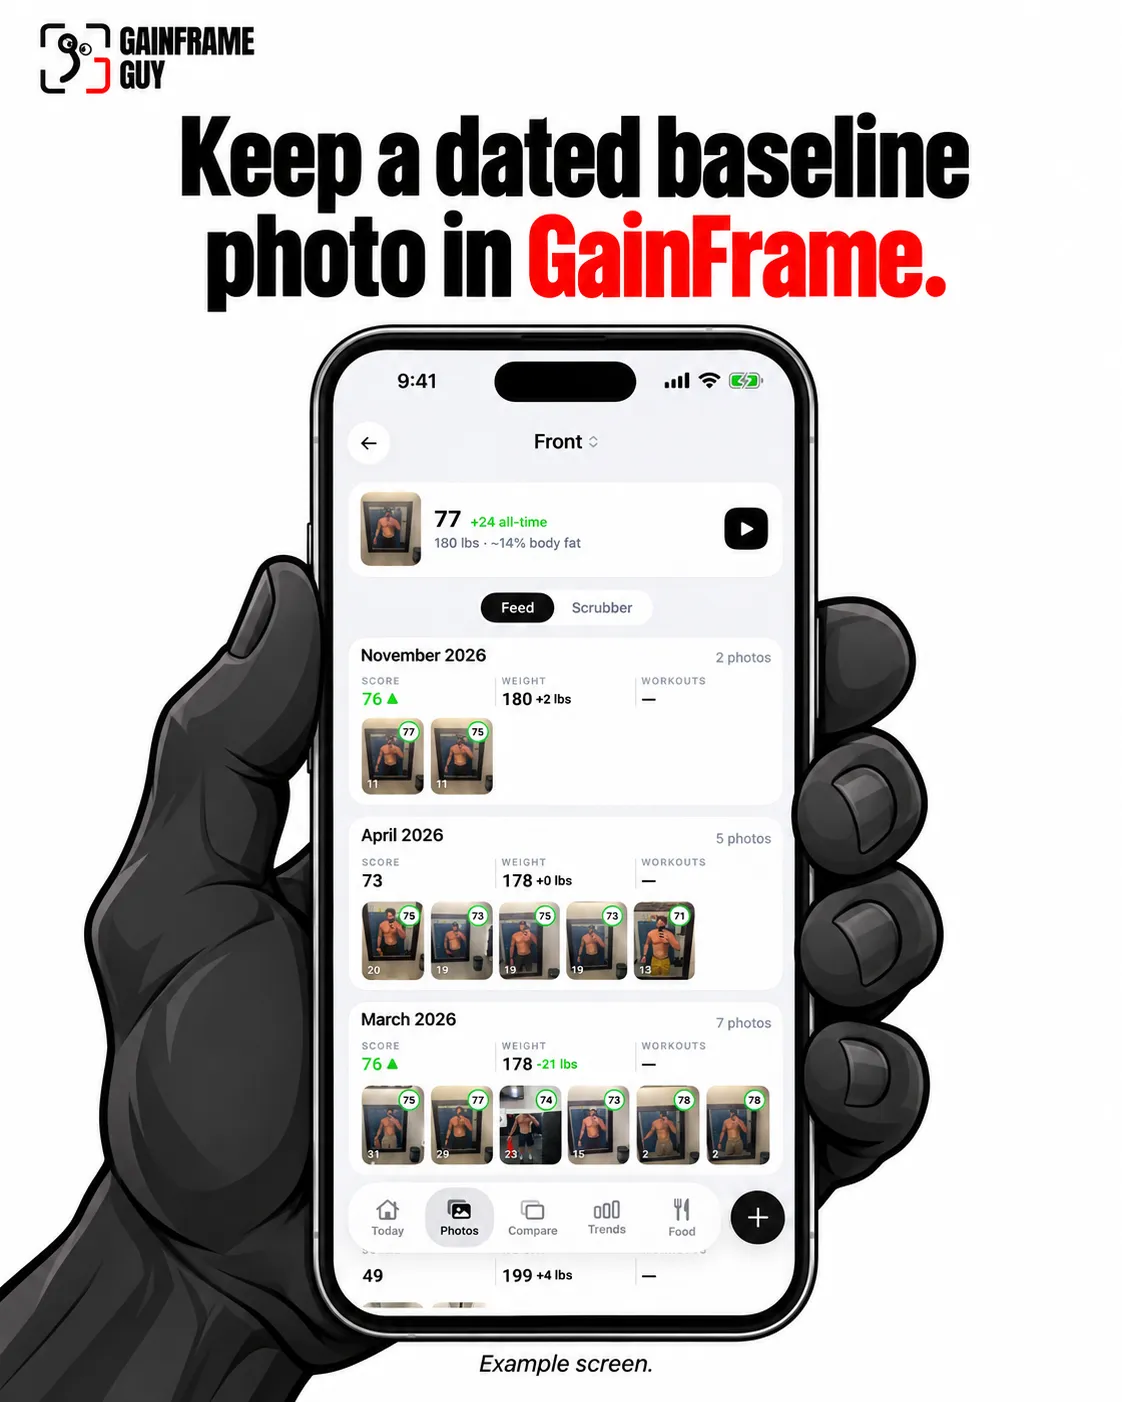 GAINFRAME
GUY
Keep a dated baseline
photo in GainFrame.
9:41
Front
77 +24 all-time
180 lbs · ~14% body fat
Feed Scrubber
November 2026 2 photos
SCORE WEIGHT WORKOUTS
76 ▲ 180 +2 lbs —
77 75
11 11
April 2026 5 photos
SCORE WEIGHT WORKOUTS
73 178 +0 lbs —
75 73 75 73 71
20 19 19 19 13
March 2026 7 photos
SCORE WEIGHT WORKOUTS
76 ▲ 178 -21 lbs —
75 77 74 73 78 78
31 29 23 15 2 2
Today Photos Compare Trends Food
49 199 +4 lbs —
Example screen.